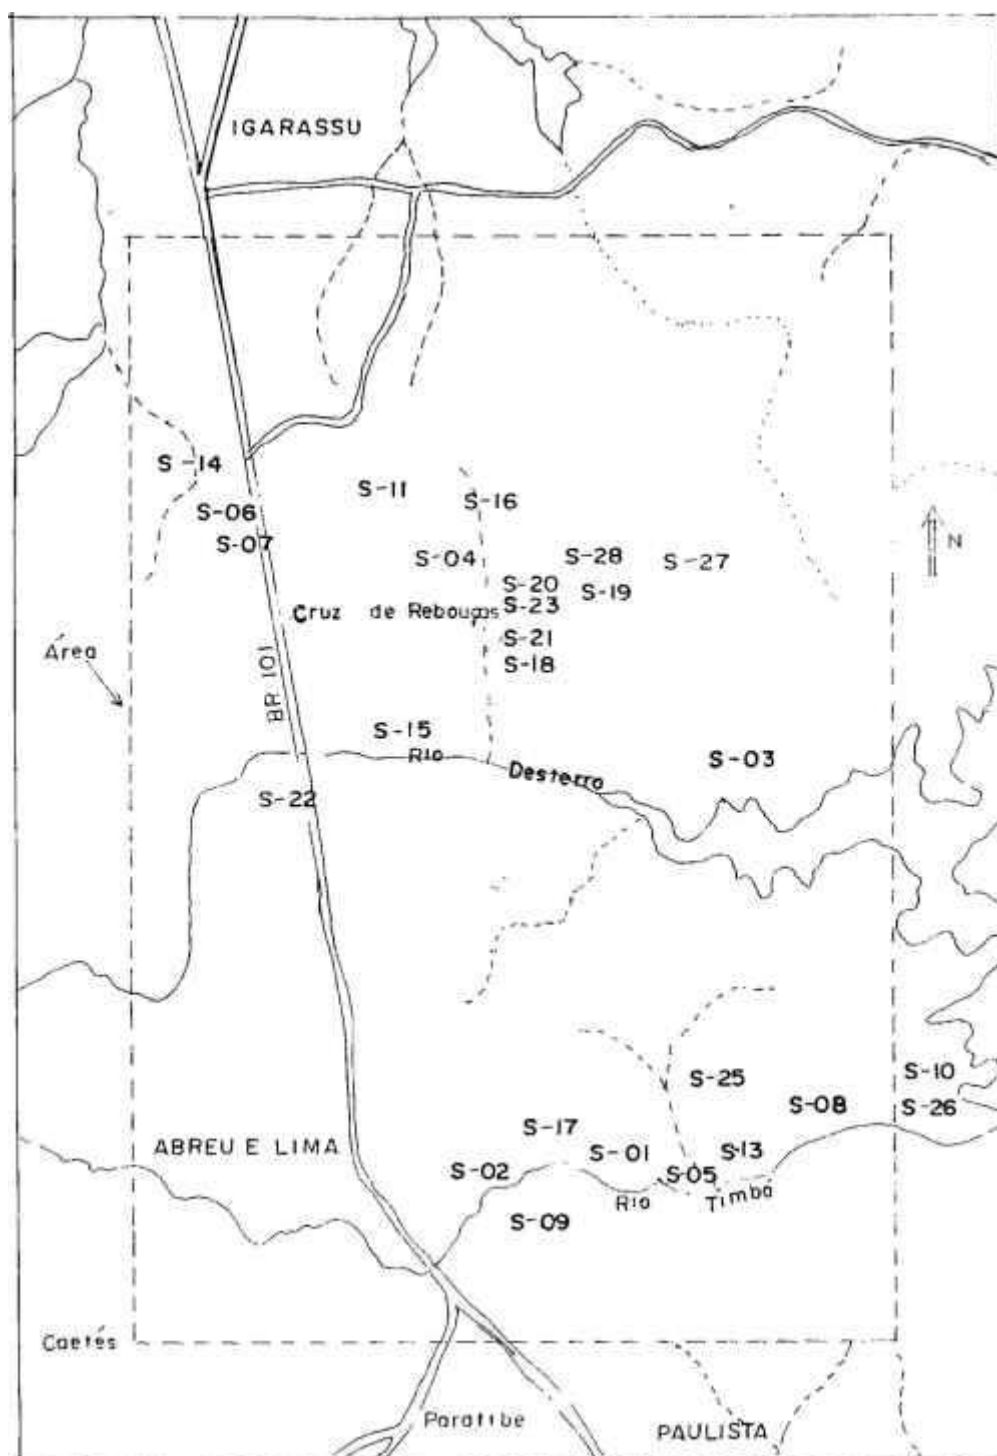 IGARASSU
S-14
S-11
S-16
S-06
S-07
N
S-04
S-28
S-27
S-20
S-19
S-23
Cruz de Rebouças
S-21
Área
S-18
BR 101
S-15
Rio Desterro
S-03
S-22
S-25
S-10
S-08
S-26
S-17
ABREU E LIMA
S-01
S-13
S-02
S-05
Rio Timbó
S-09
Caetés
Paratibe
PAULISTA